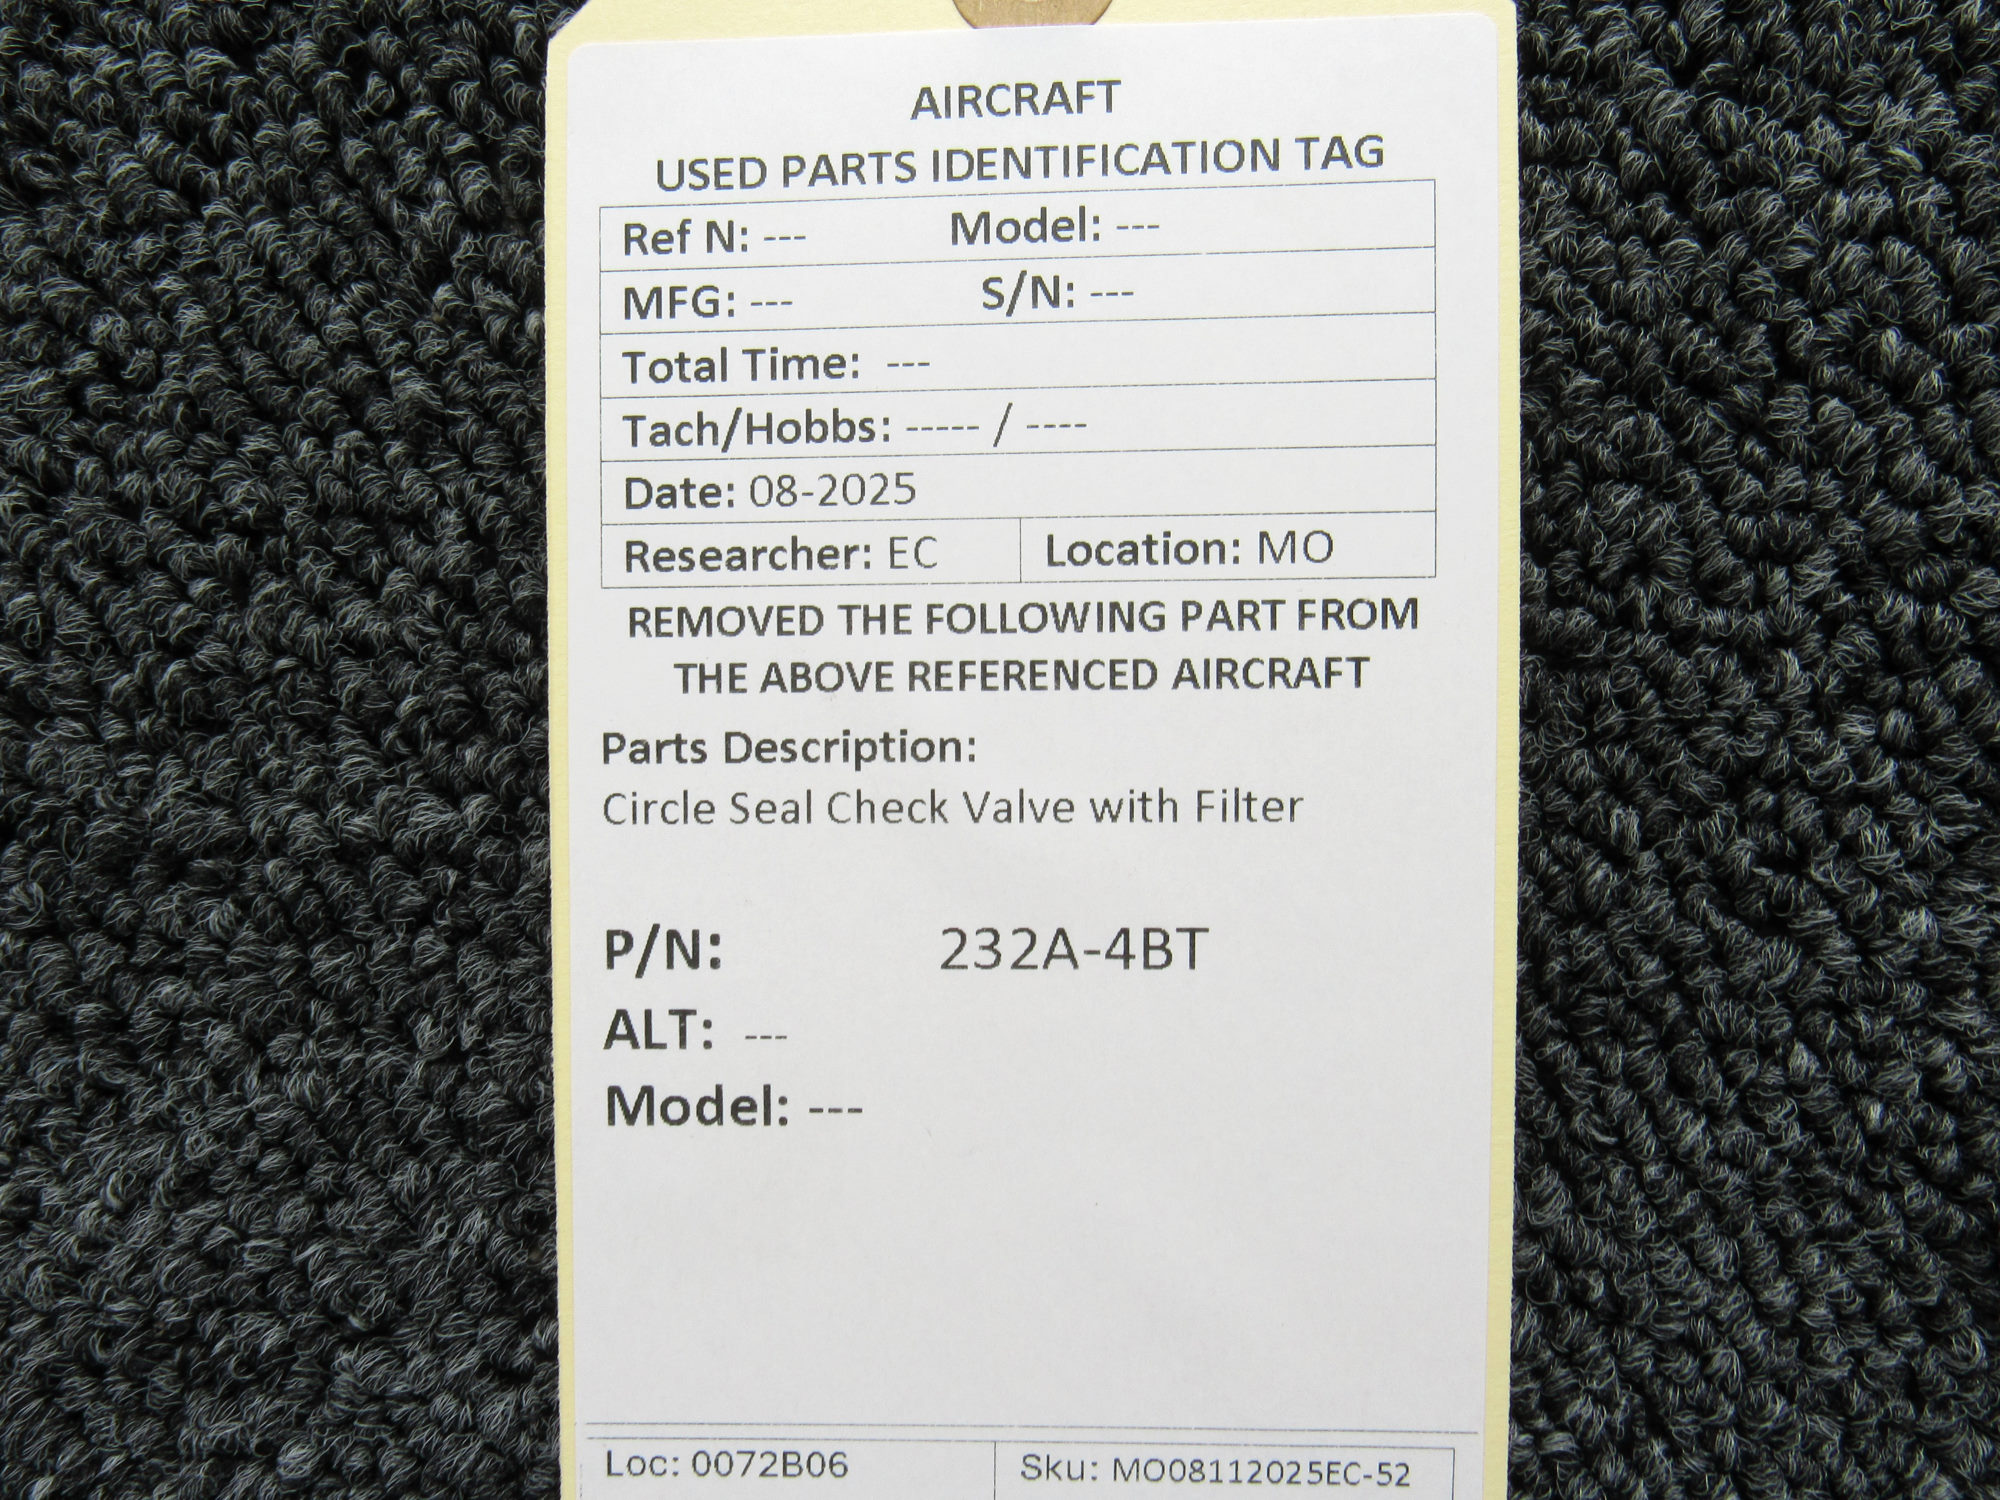 AIRCRAFT
USED PARTS IDENTIFICATION TAG
Ref N: --- Model: ---
MFG: --- S/N: ---
Total Time: ---
Tach/Hobbs: ----- / ----
Date: 08-2025
Researcher: EC Location: MO
REMOVED THE FOLLOWING PART FROM
THE ABOVE REFERENCED AIRCRAFT
Parts Description:
Circle Seal Check Valve with Filter
P/N: 232A-4BT
ALT: ---
Model: ---
Loc: 0072B06 Sku: MO08112025EC-52